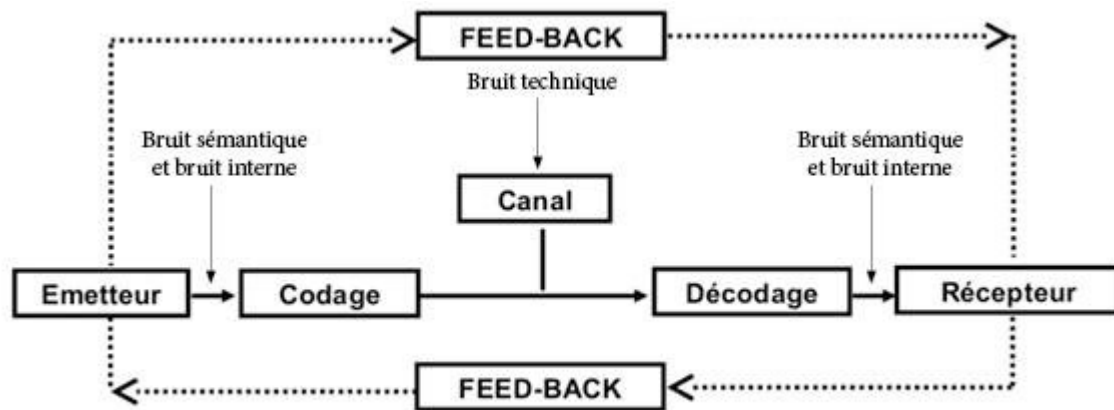 FEED-BACK
Bruit technique
Bruit sémantique
et bruit interne
Bruit sémantique
et bruit interne
Canal
Emetteur
Codage
Décodage
Récepteur
FEED-BACK